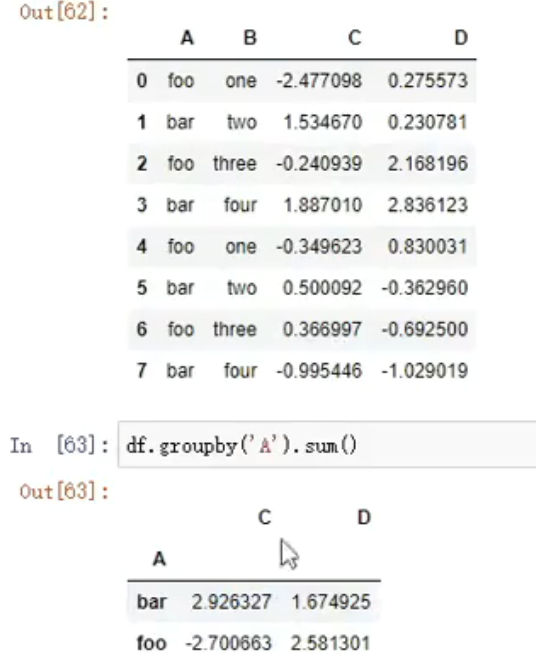 Out[62]:
A B C D
0 foo one -2.477098 0.275573
1 bar two 1.534670 0.230781
2 foo three -0.240939 2.168196
3 bar four 1.887010 2.836123
4 foo one -0.349623 0.830031
5 bar two 0.500092 -0.362960
6 foo three 0.366997 -0.692500
7 bar four -0.995446 -1.029019
In [63]: df.groupby('A').sum()
Out[63]:
C D
A
bar 2.926327 1.674925
foo -2.700663 2.581301